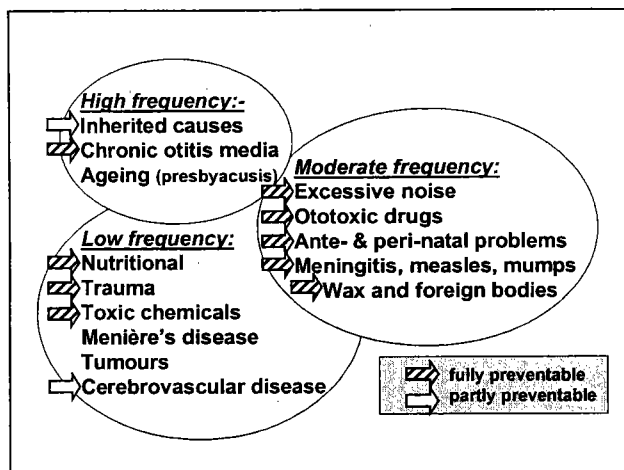 High frequency:-
Inherited causes
Chronic otitis media
Ageing (presbyacusis)
Moderate frequency:
Excessive noise
Ototoxic drugs
Ante- & peri-natal problems
Meningitis, measles, mumps
Wax and foreign bodies
Low frequency:
Nutritional
Trauma
Toxic chemicals
Menière's disease
Tumours
Cerebrovascular disease
fully preventable
partly preventable